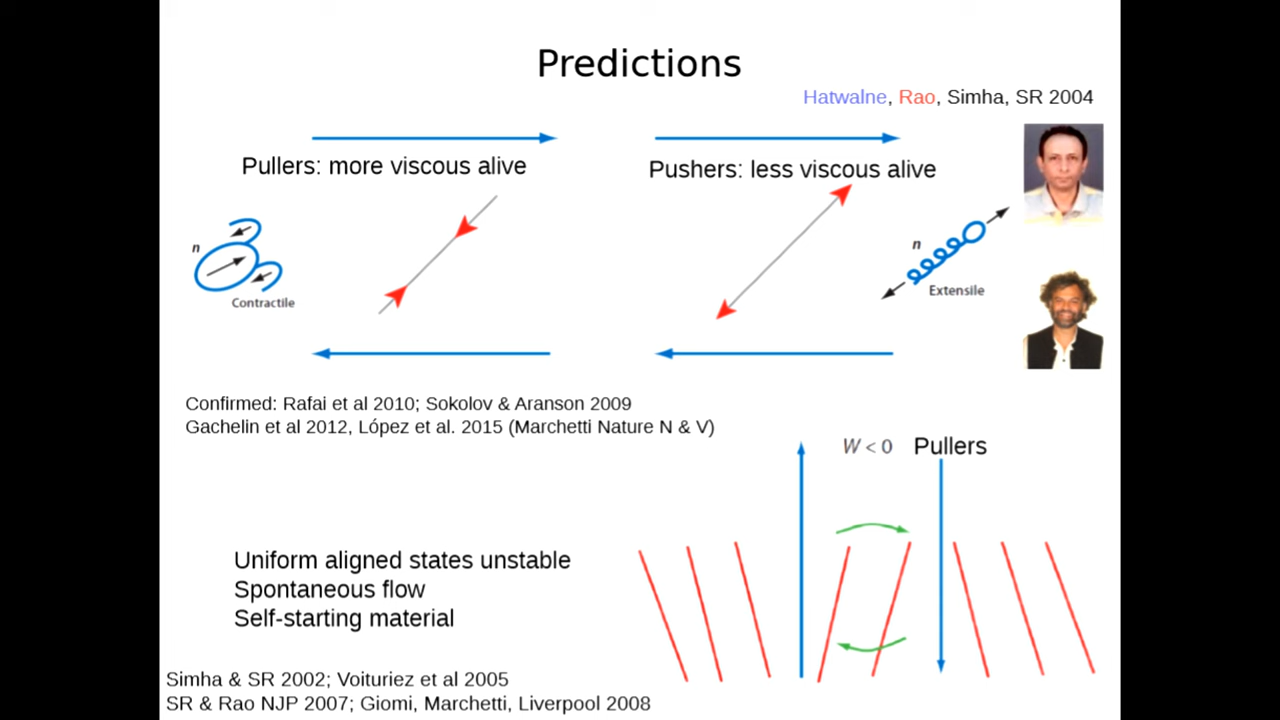 Predictions
Hatwalne, Rao, Simha, SR 2004
Pullers: more viscous alive
Pushers: less viscous alive
n
Contractile
n
Extensile
Confirmed: Rafai et al 2010; Sokolov & Aranson 2009
Gachelin et al 2012, López et al. 2015 (Marchetti Nature N & V)
W < 0 Pullers
Uniform aligned states unstable
Spontaneous flow
Self-starting material
Simha & SR 2002; Voituriez et al 2005
SR & Rao NJP 2007; Giomi, Marchetti, Liverpool 2008